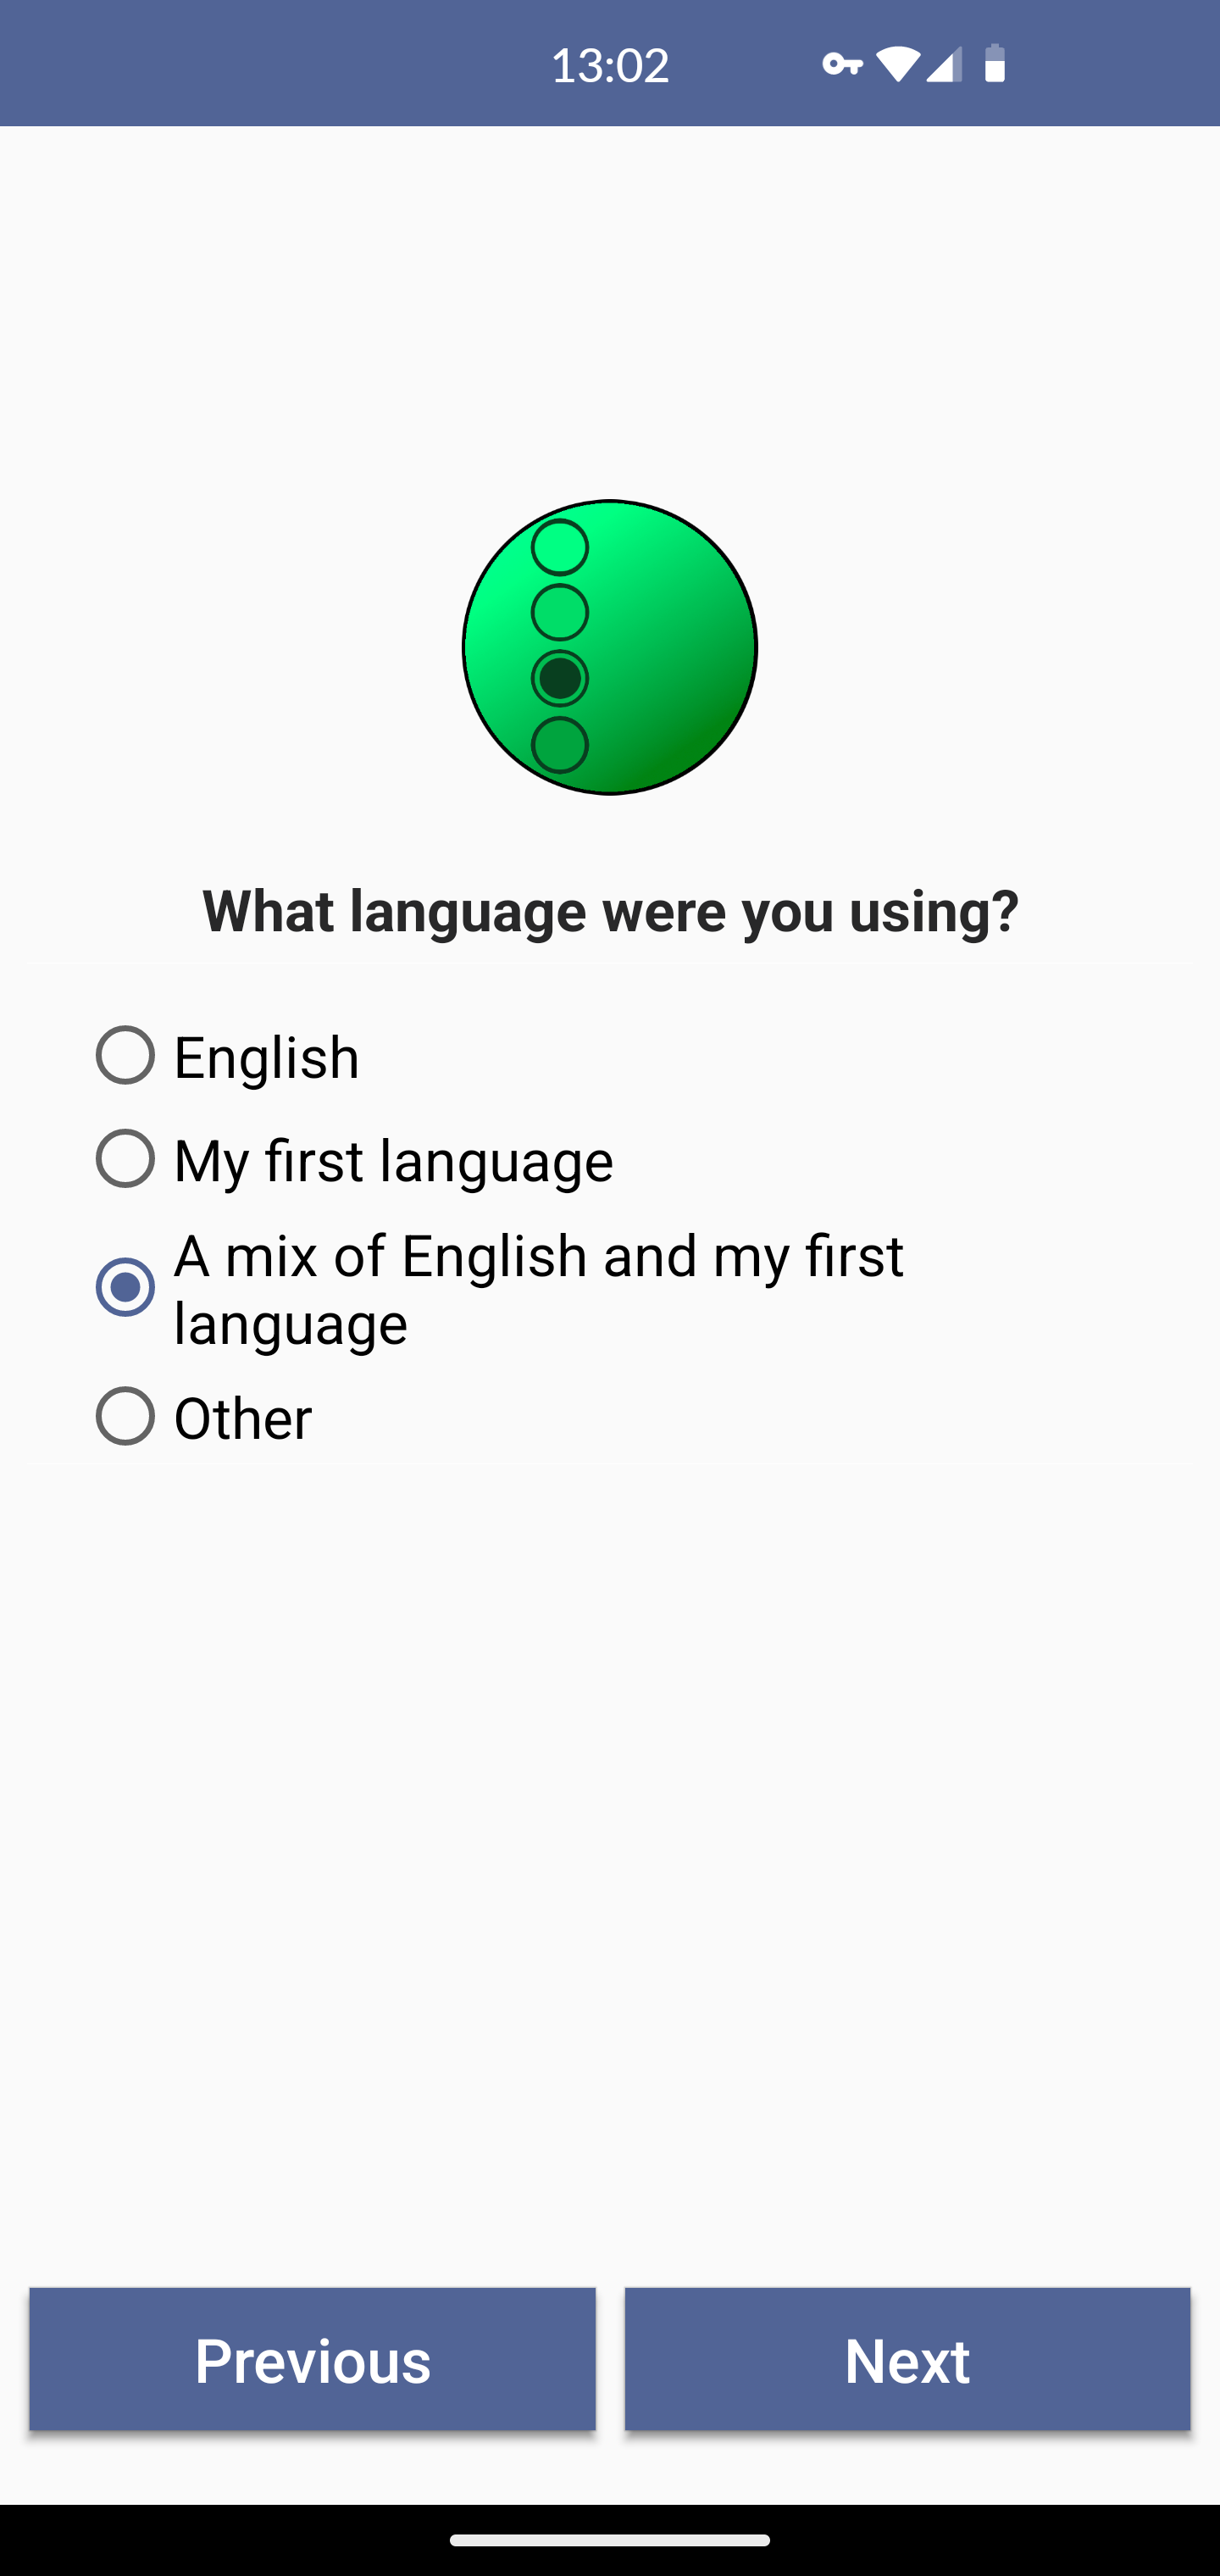 13:02
What language were you using?
English
My first language
A mix of English and my first
language
Other
Previous
Next